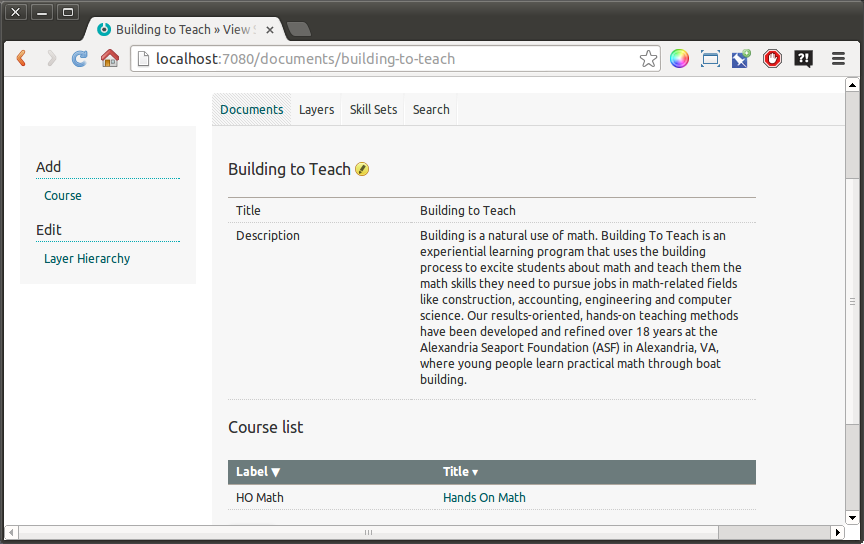 Building to Teach » View S
localhost:7080/documents/building-to-teach
Documents Layers Skill Sets Search
Add
Course
Edit
Layer Hierarchy
Building to Teach
Title Building to Teach
Description Building is a natural use of math. Building To Teach is an
experiential learning program that uses the building
process to excite students about math and teach them the
math skills they need to pursue jobs in math-related fields
like construction, accounting, engineering and computer
science. Our results-oriented, hands-on teaching methods
have been developed and refined over 18 years at the
Alexandria Seaport Foundation (ASF) in Alexandria, VA,
where young people learn practical math through boat
building.
Course list
Label ▼ Title ▾
HO Math Hands On Math